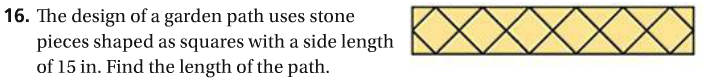 16. The design of a garden path uses stone
pieces shaped as squares with a side length
of 15 in. Find the length of the path.